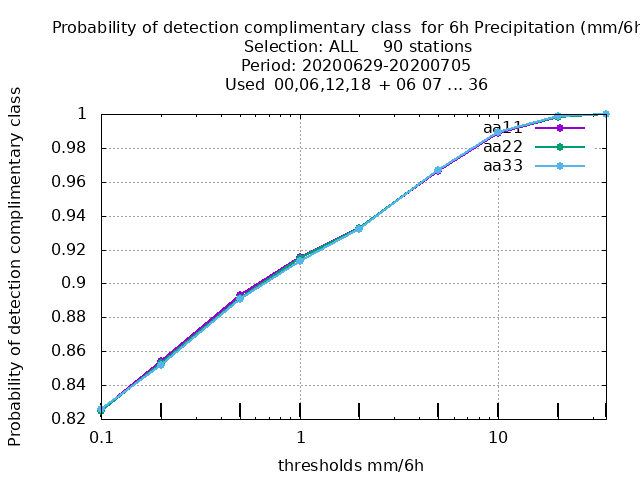 Probability of detection complimentary class for 6h Precipitation (mm/6h
Selection: ALL 90 stations
Period: 20200629-20200705
Used 00,06,12,18 + 06 07 ... 36
Probability of detection complimentary class
1
0.98
0.96
0.94
0.92
0.9
0.88
0.86
0.84
0.82
aa11
aa22
aa33
0.1
1
10
thresholds mm/6h